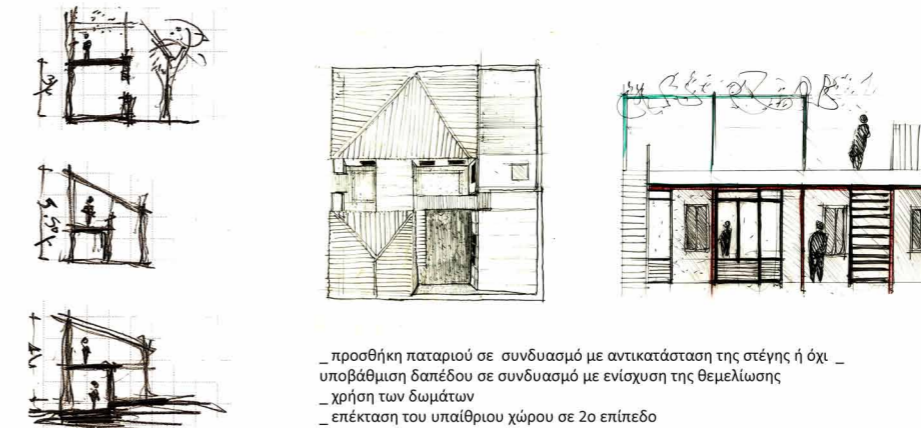 _ προσθήκη παταριού σε συνδυασμό με αντικατάσταση της στέγης ή όχι _
υποβάθμιση δαπέδου σε συνδυασμό με ενίσχυση της θεμελίωσης
_ χρήση των δωμάτων
_ επέκταση του υπαίθριου χώρου σε 2ο επίπεδο